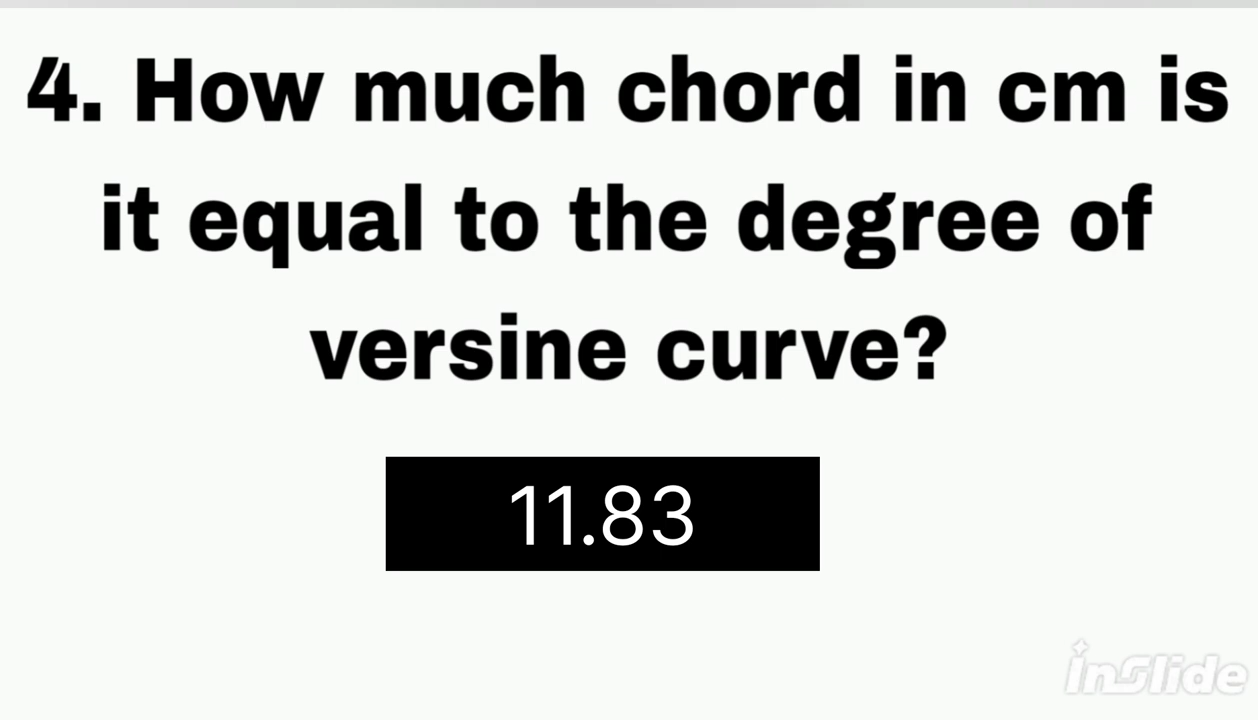 4. How much chord in cm is
it equal to the degree of
versine curve?
11.83
inSlide